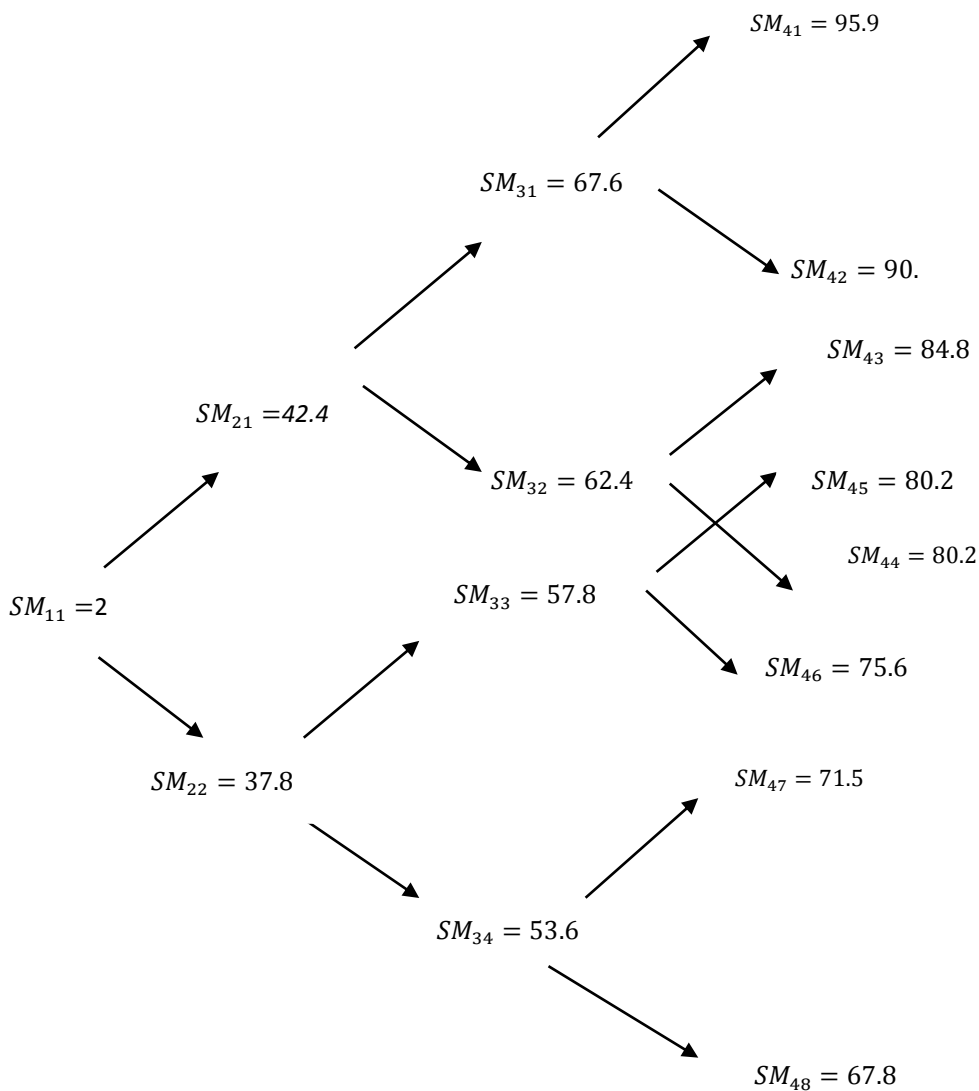 𝑆𝑀₄₁ = 95.9
𝑆𝑀₃₁ = 67.6
𝑆𝑀₄₂ = 90.
𝑆𝑀₄₃ = 84.8
𝑆𝑀₂₁ =42.4
𝑆𝑀₃₂ = 62.4
𝑆𝑀₄₅ = 80.2
𝑆𝑀₄₄ = 80.2
𝑆𝑀₃₃ = 57.8
𝑆𝑀₁₁ =2
𝑆𝑀₄₆ = 75.6
𝑆𝑀₂₂ = 37.8
𝑆𝑀₄₇ = 71.5
𝑆𝑀₃₄ = 53.6
𝑆𝑀₄₈ = 67.8